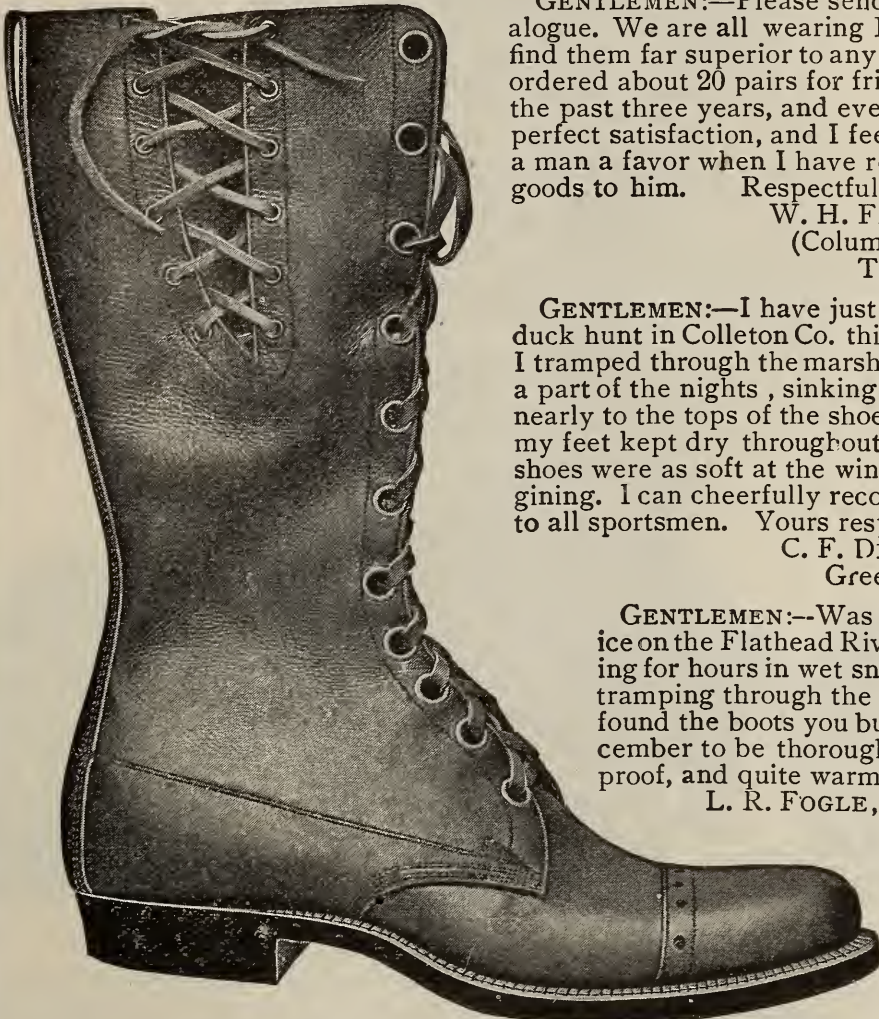 GENTLEMEN:—Please send
alogue. We are all wearing
find them far superior to any
ordered about 20 pairs for fri
the past three years, and eve
perfect satisfaction, and I fee
a man a favor when I have r
goods to him. Respectful
W. H. F
(Colum
T
GENTLEMEN:—I have just
duck hunt in Colleton Co. thi
I tramped through the marsh
a part of the nights , sinking
nearly to the tops of the shoe
my feet kept dry throughout
shoes were as soft at the win
gining. I can cheerfully reco
to all sportsmen. Yours res
C. F. Di
Gree
GENTLEMEN:--Was
ice on the Flathead Riv
ing for hours in wet sn
tramping through the
found the boots you bu
cember to be thorough
proof, and quite warm
L. R. FOGLE,